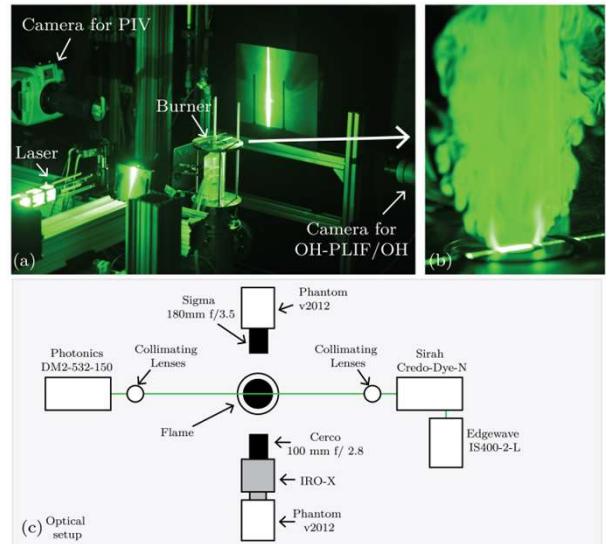 Camera for PIV
Burner
Laser
Camera for
OH-PLIF/OH
(a)
(b)
Phantom
v2012
Sigma
180mm f/3.5
Photonics
DM2-532-150
Collimating
Lenses
Collimating
Lenses
Sirah
Credo-Dye-N
Flame
Cerco
100 mm f/ 2.8
Edgewave
IS400-2-L
IRO-X
Phantom
v2012
(c) Optical
setup